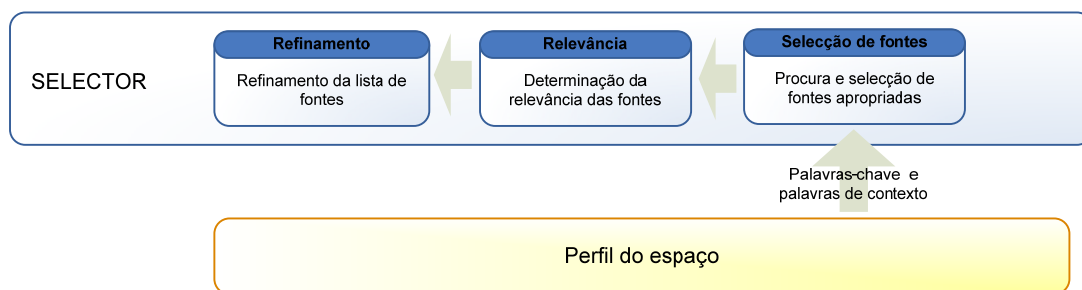 SELECTOR
Refinamento
Refinamento da lista de
fontes
Relevância
Determinação da
relevância das fontes
Selecção de fontes
Procura e selecção de
fontes apropriadas
Palavras-chave e
palavras de contexto
Perfil do espaço